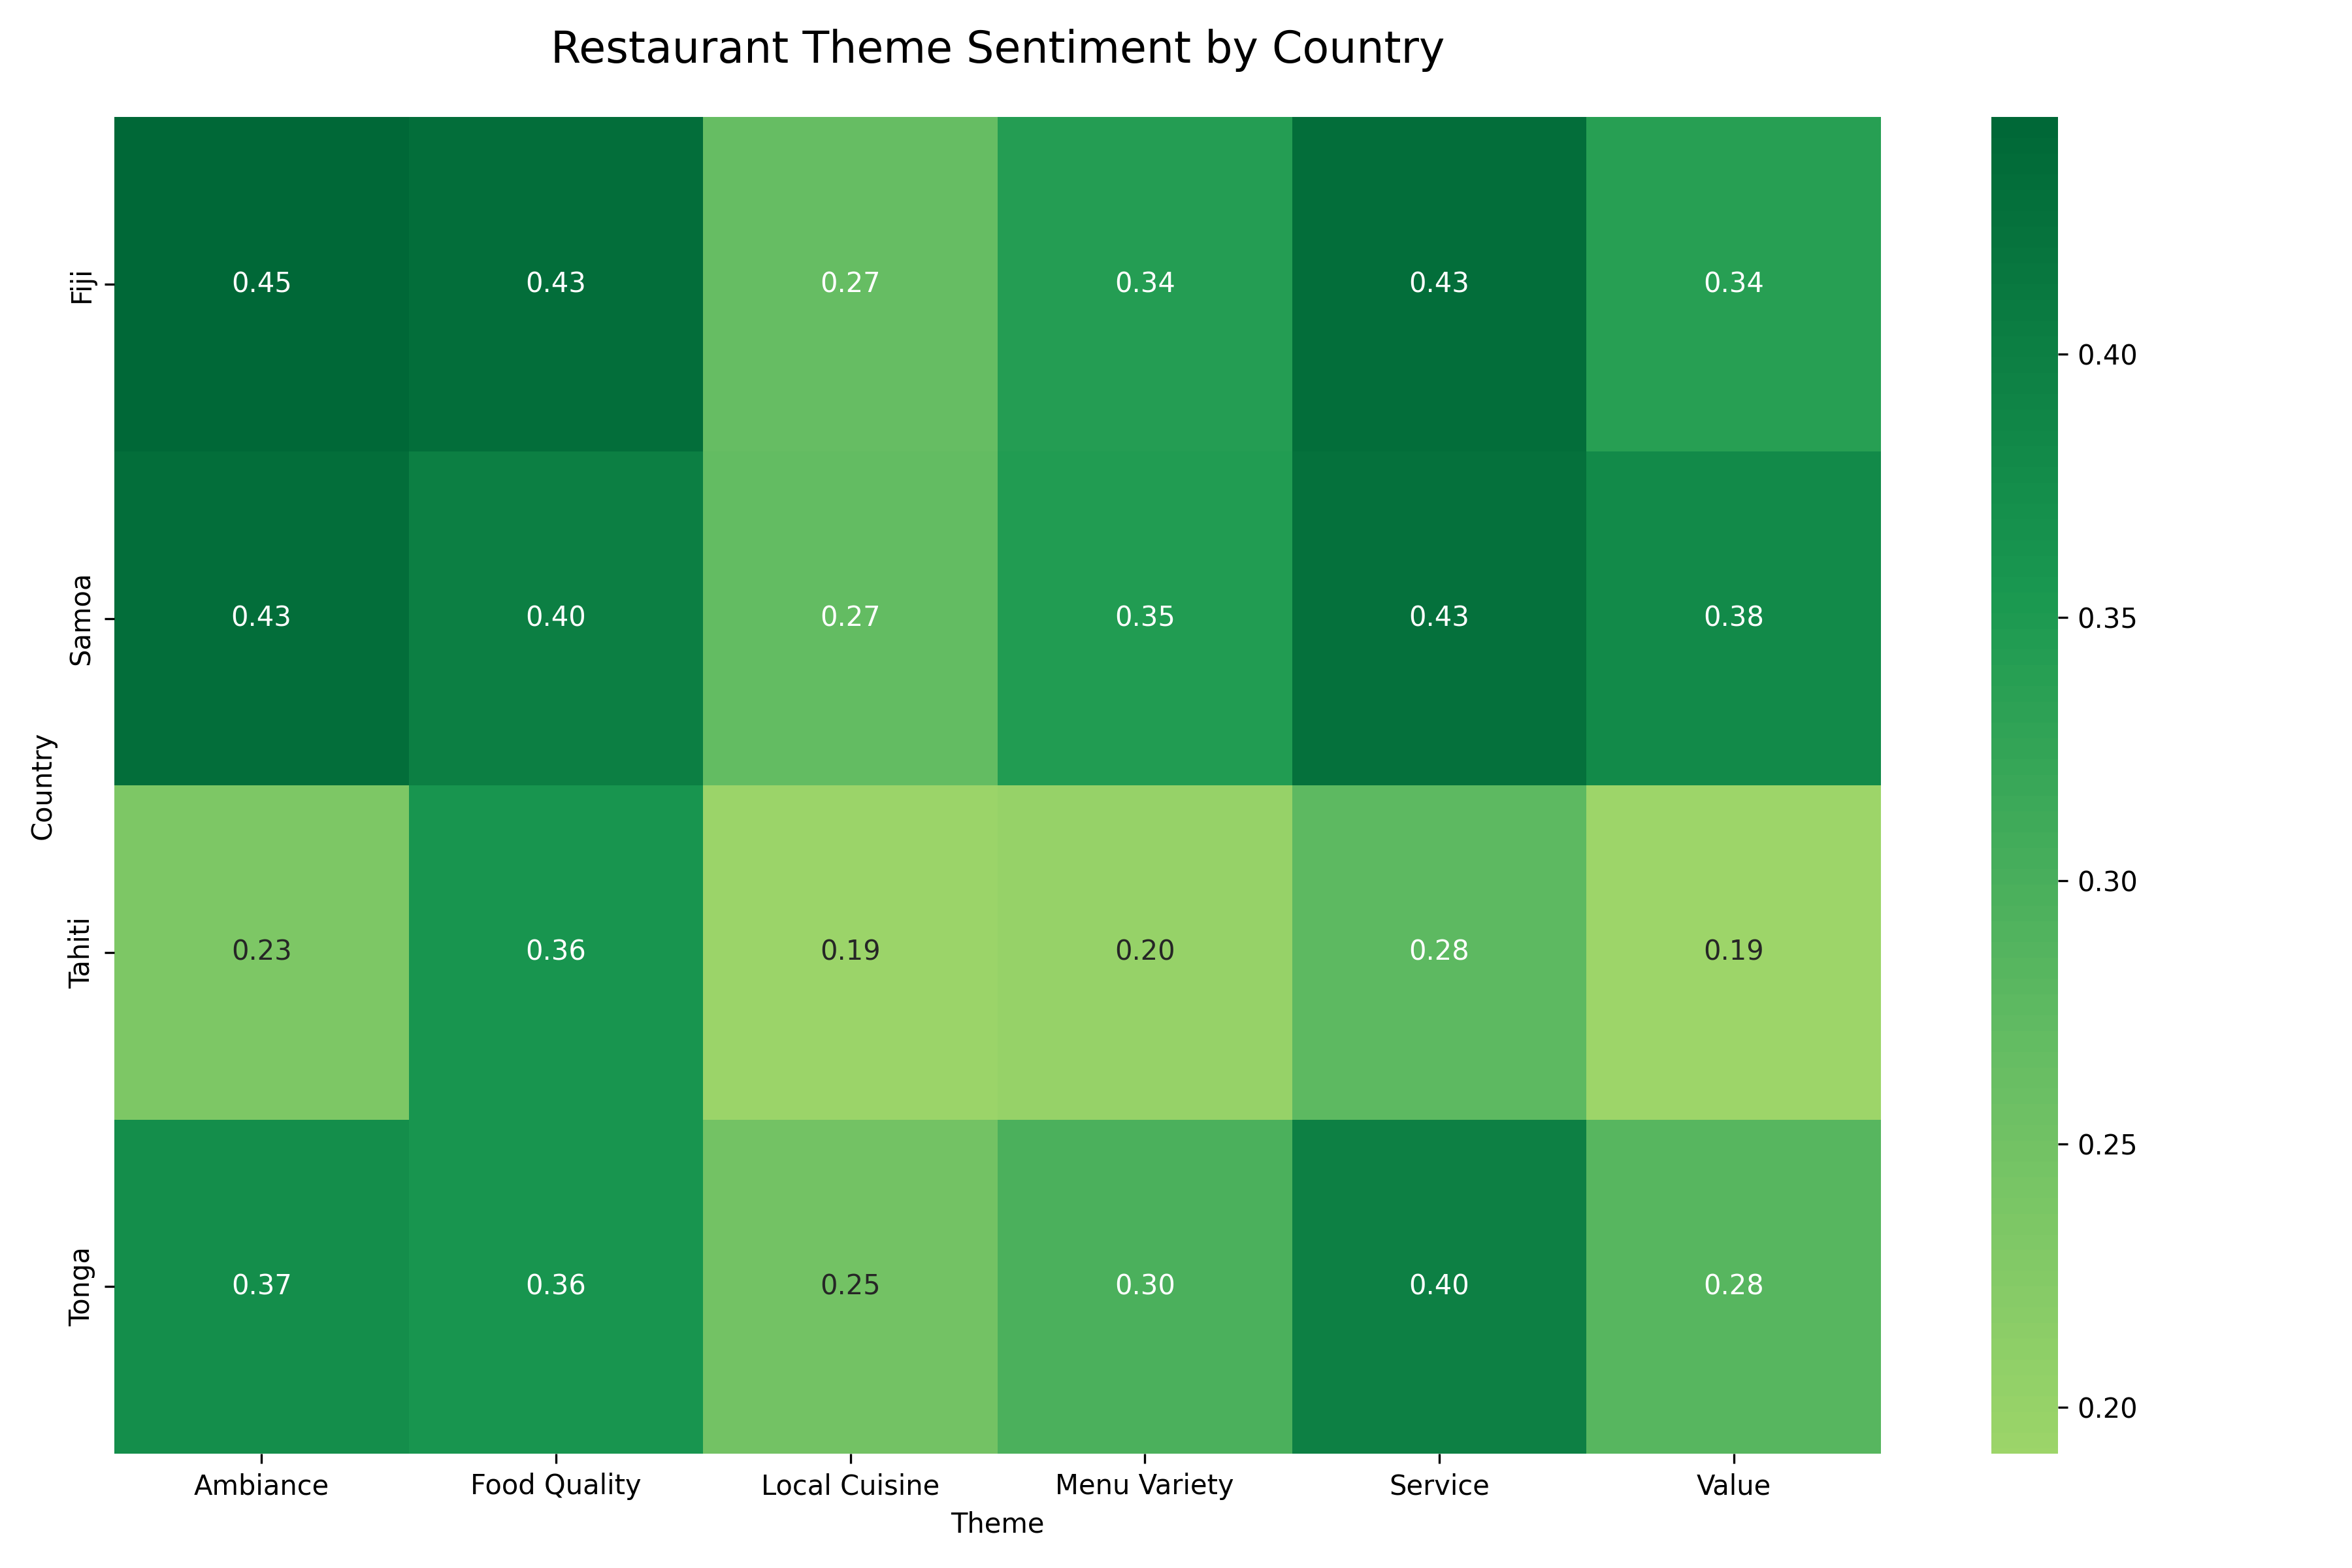 Restaurant Theme Sentiment by Country
Country
Fiji 0.45 0.43 0.27 0.34 0.43 0.34
Samoa 0.43 0.40 0.27 0.35 0.43 0.38
Tahiti 0.23 0.36 0.19 0.20 0.28 0.19
Tonga 0.37 0.36 0.25 0.30 0.40 0.28
Ambiance Food Quality Local Cuisine Menu Variety Service Value
Theme
0.40
0.35
0.30
0.25
0.20